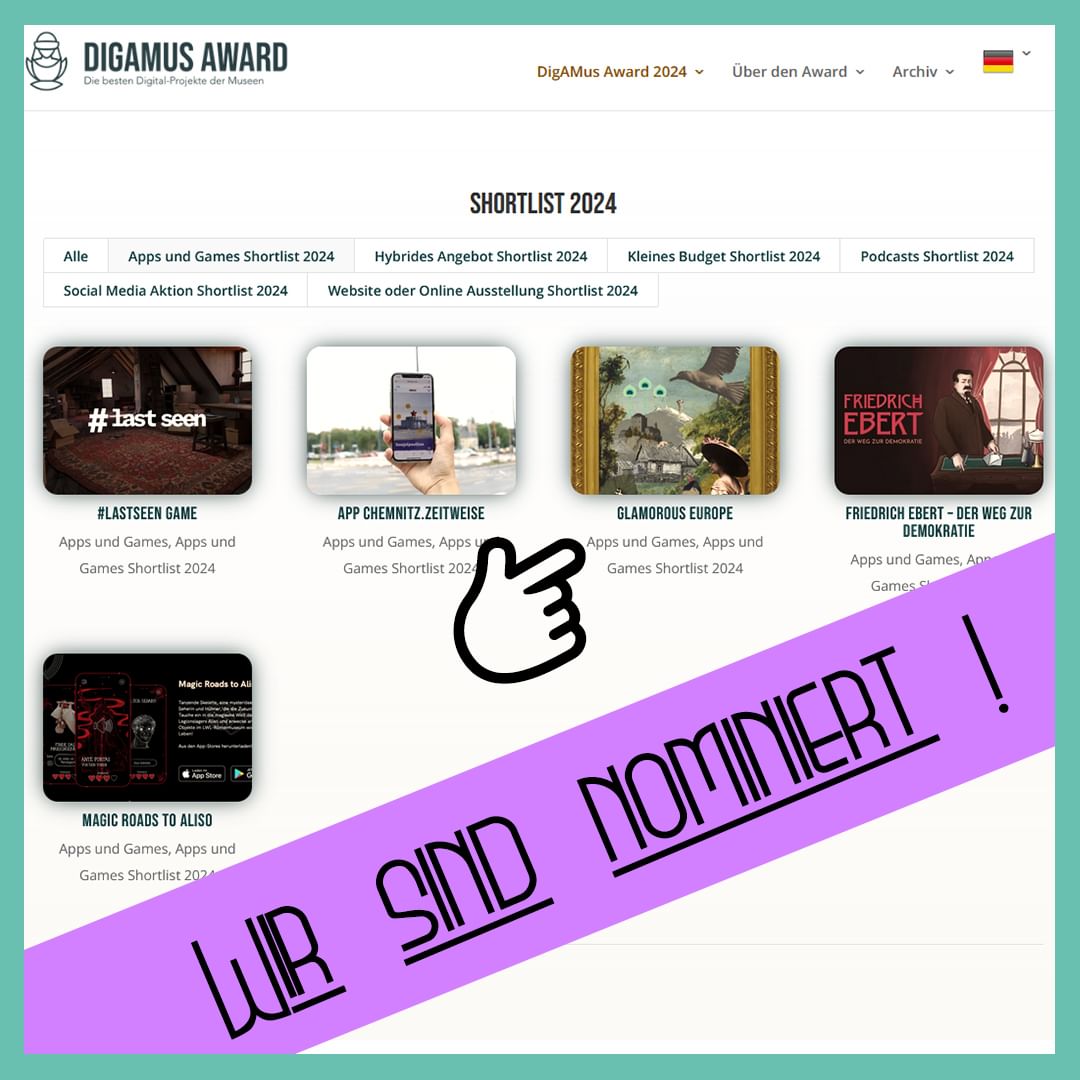 DIGAMUS AWARD
Die besten Digital-Projekte der Museen
DigAMus Award 2024
Über den Award
Archiv
SHORTLIST 2024
Alle
Apps und Games Shortlist 2024
Hybrides Angebot Shortlist 2024
Kleines Budget Shortlist 2024
Podcasts Shortlist 2024
Social Media Aktion Shortlist 2024
Website oder Online Ausstellung Shortlist 2024
#last seen
#LASTSEEN GAME
Apps und Games, Apps und
Games Shortlist 2024
APP CHEMNITZ.ZEITWEISE
Apps und Games, Apps
Games Shortlist 2024
GLAMOROUS EUROPE
Apps und Games, Apps und
Games Shortlist 2024
FRIEDRICH
EBERT
DER WEG ZUR DEMOKRATIE
FRIEDRICH EBERT – DER WEG ZUR
DEMOKRATIE
Apps und Games,
Games
Magic Roads to Ali
App Store
MAGIC ROADS TO ALISO
Apps und Games, Apps und
Games Shortlist 2024
WIR SIND NOMINIERT !